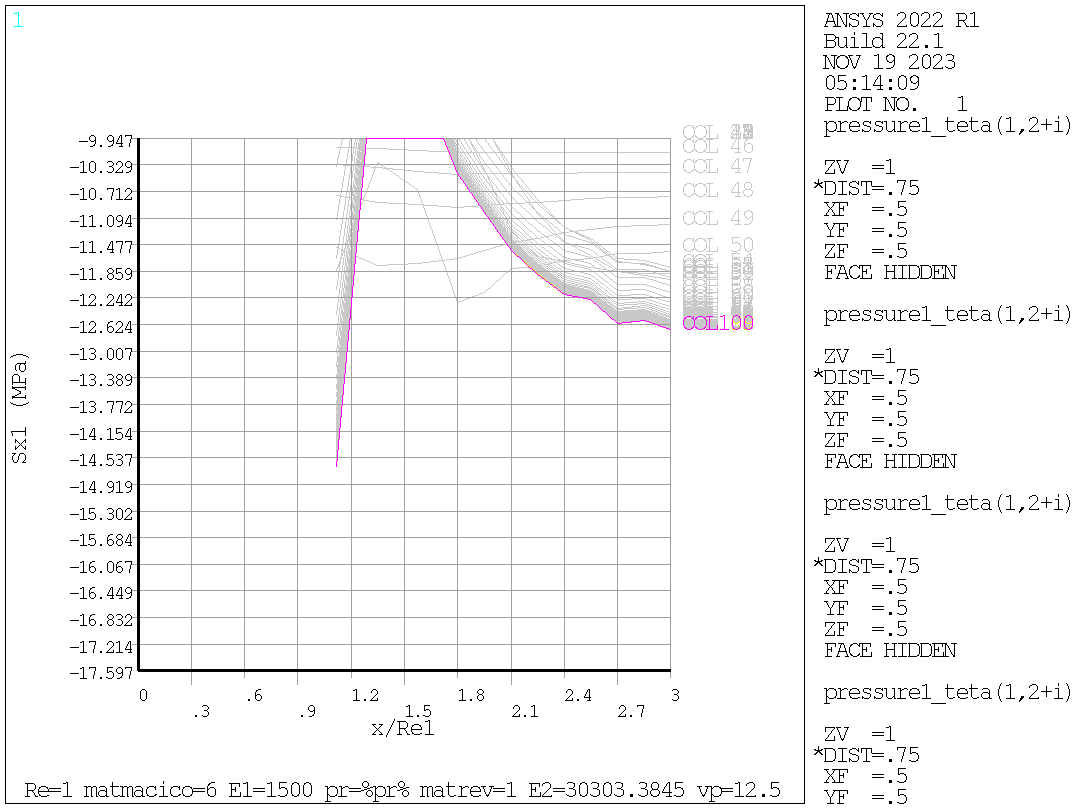 1
ANSYS 2022 R1
Build 22.1
NOV 19 2023
05:14:09
PLOT NO. 1
pressure1_teta(1,2+i)
ZV =1
*DIST=.75
XF =.5
YF =.5
ZF =.5
FACE HIDDEN
pressure1_teta(1,2+i)
ZV =1
*DIST=.75
XF =.5
YF =.5
ZF =.5
FACE HIDDEN
pressure1_teta(1,2+i)
ZV =1
*DIST=.75
XF =.5
YF =.5
ZF =.5
FACE HIDDEN
pressure1_teta(1,2+i)
ZV =1
*DIST=.75
XF =.5
YF =.5
-9.947
-10.329
-10.712
-11.094
-11.477
-11.859
-12.242
-12.624
-13.007
-13.389
-13.772
-14.154
-14.537
-14.919
-15.302
-15.684
-16.067
-16.449
-16.832
-17.214
-17.597
Sx1 (MPa)
COL
COL 46
COL 47
COL 48
COL 49
COL 50
COL100
0 .6 1.2 1.8 2.4 3
.3 .9 1.5 2.1 2.7
x/Re1
Re=1 matmacico=6 E1=1500 pr=%pr% matrev=1 E2=30303.3845 vp=12.5